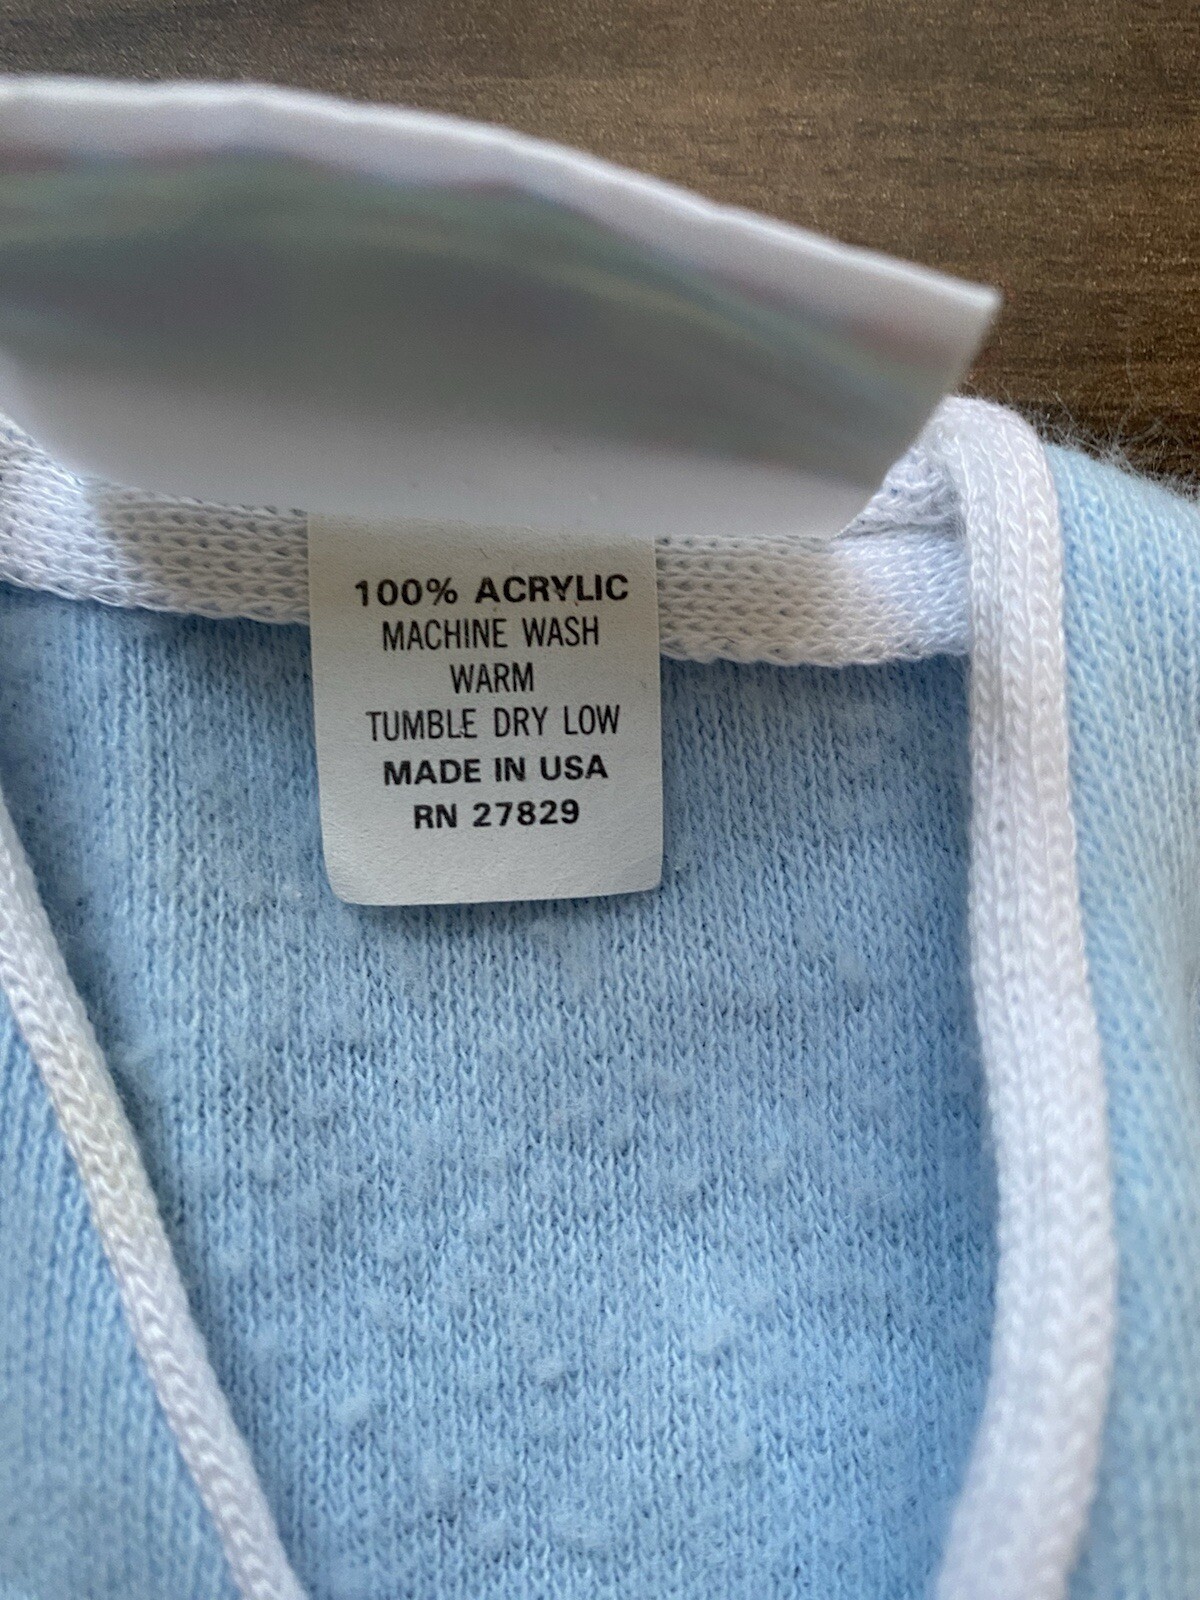 100% ACRYLIC
MACHINE WASH
WARM
TUMBLE DRY LOW
MADE IN USA
RN 27829